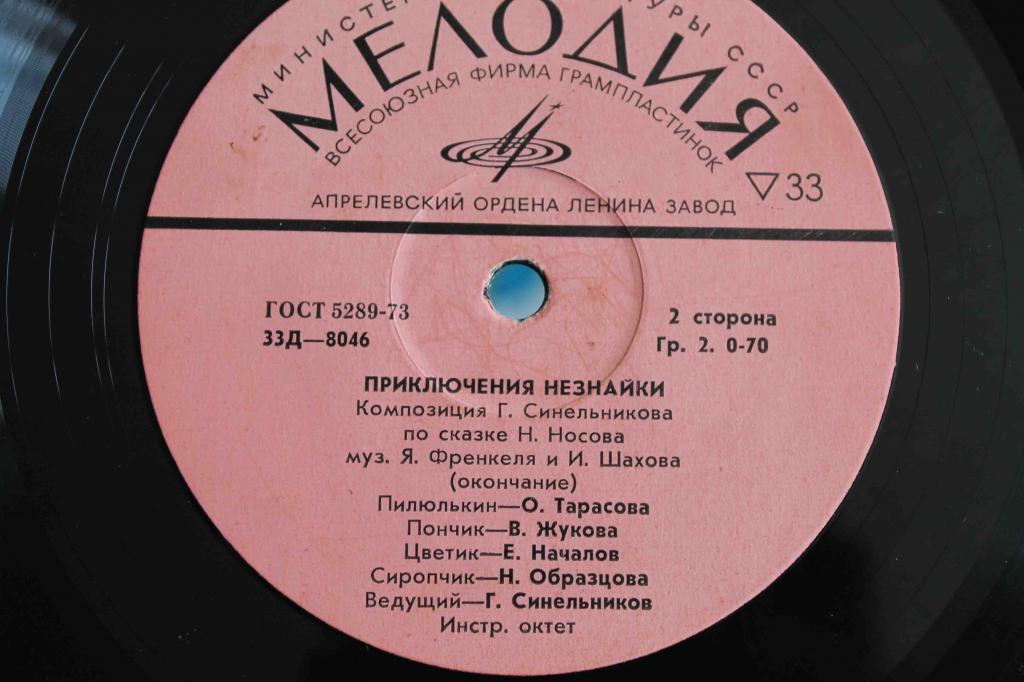 СССР
МЕЛОДИЯ
ВСЕСОЮЗНАЯ ФИРМА ГРАМПЛАСТИНОК
33
АПРЕЛЕВСКИЙ ОРДЕНА ЛЕНИНА ЗАВОД
ГОСТ 5289-73
33Д—8046
2 сторона
Гр. 2. 0-70
ПРИКЛЮЧЕНИЯ НЕЗНАЙКИ
Композиция Г. Синельникова
по сказке Н. Носова
муз. Я. Френкеля и И. Шахова
(окончание)
Пилюлькин—О. Тарасова
Пончик—В. Жукова
Цветик—Е. Началов
Сиропчик—Н. Образцова
Ведущий—Г. Синельников
Инстр. октет